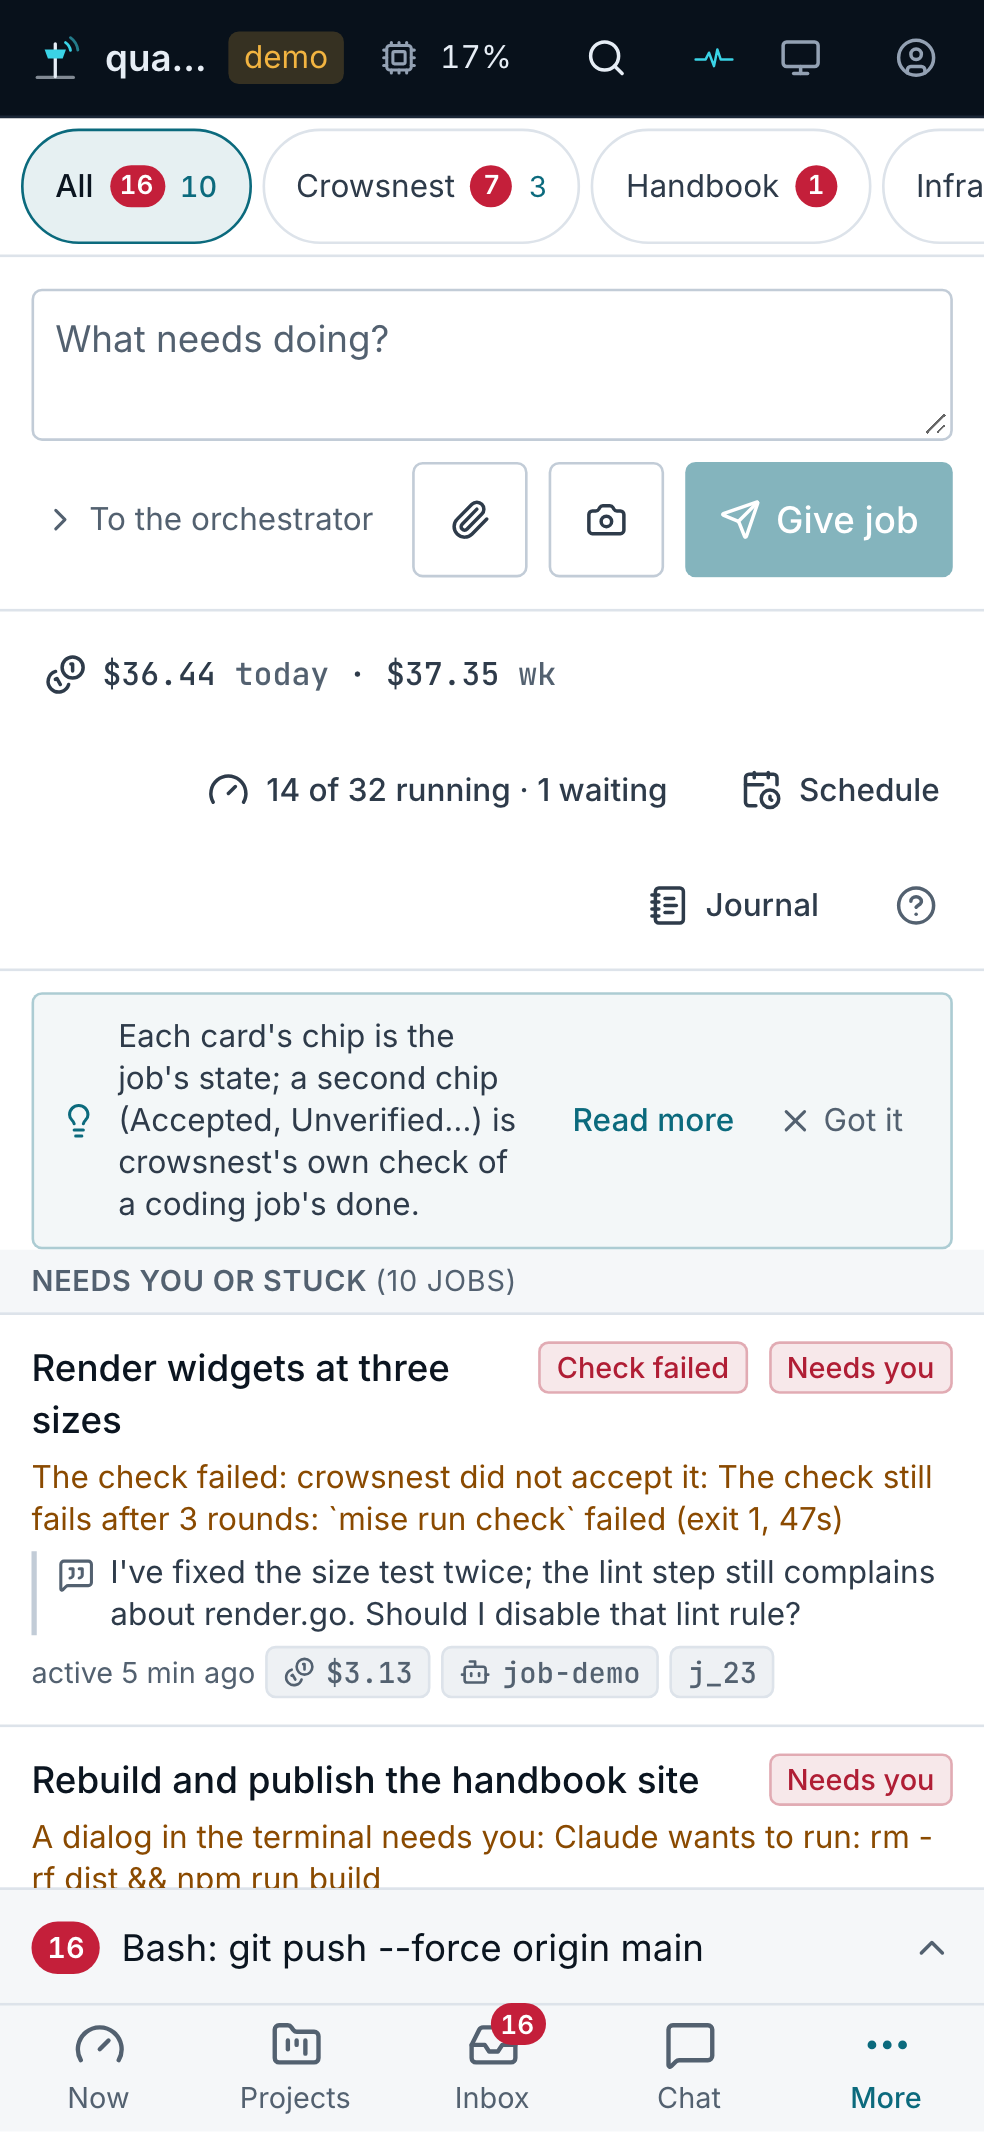 qua... demo 17%
All 16 10 Crowsnest 7 3 Handbook 1 Infra
What needs doing?
To the orchestrator Give job
$36.44 today · $37.35 wk
14 of 32 running · 1 waiting Schedule
Journal
Each card's chip is the
job's state; a second chip
(Accepted, Unverified...) is
crowsnest's own check of
a coding job's done.
Read more Got it
NEEDS YOU OR STUCK (10 JOBS)
Render widgets at three
sizes
Check failed Needs you
The check failed: crowsnest did not accept it: The check still
fails after 3 rounds: `mise run check` failed (exit 1, 47s)
I've fixed the size test twice; the lint step still complains
about render.go. Should I disable that lint rule?
active 5 min ago $3.13 job-demo j_23
Rebuild and publish the handbook site Needs you
A dialog in the terminal needs you: Claude wants to run: rm -
rf dist && npm run build
16 Bash: git push --force origin main
16
Now Projects Inbox Chat More